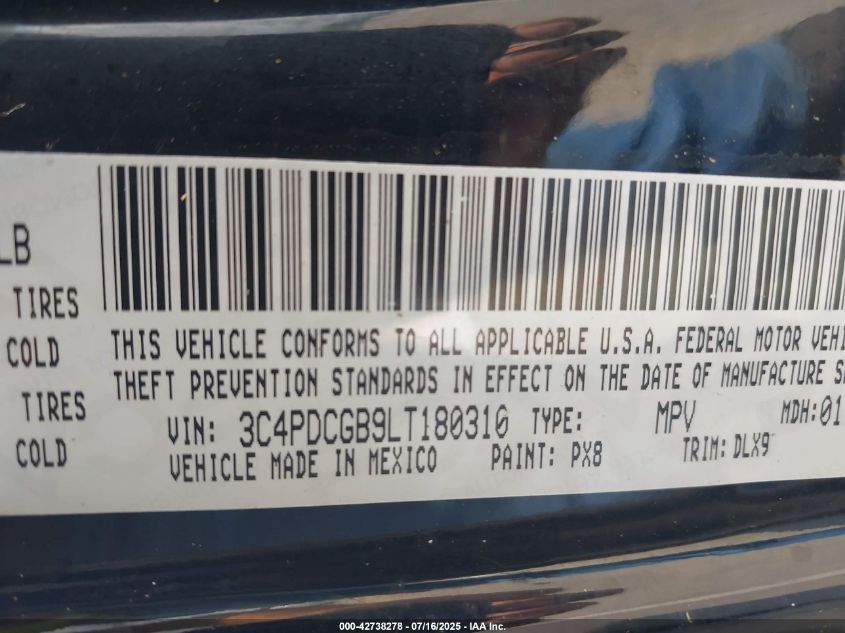 LB
TIRES
COLD
TIRES
COLD
THIS VEHICLE CONFORMS TO ALL APPLICABLE U.S.A. FEDERAL MOTOR VEHI
THEFT PREVENTION STANDARDS IN EFFECT ON THE DATE OF MANUFACTURE S
VIN: 3C4PDCGB9LT180310 TYPE: MPV MDH:01
VEHICLE MADE IN MEXICO PAINT: PX8 TRIM: DLX9
000-42738278 - 07/16/2025 - IAA Inc.